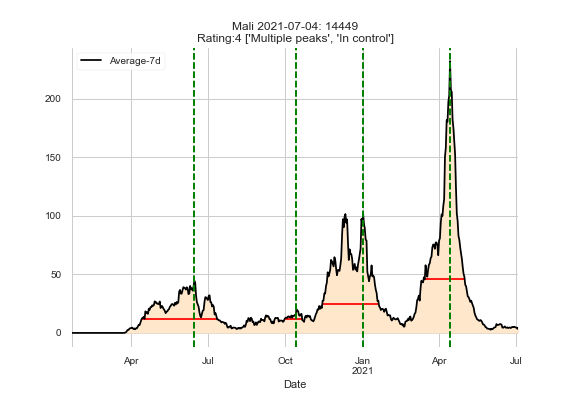 Mali 2021-07-04: 14449
Rating:4 ['Multiple peaks', 'In control']
Average-7d
200
150
100
50
0
Apr
Jul
Oct
Jan
2021
Apr
Jul
Date